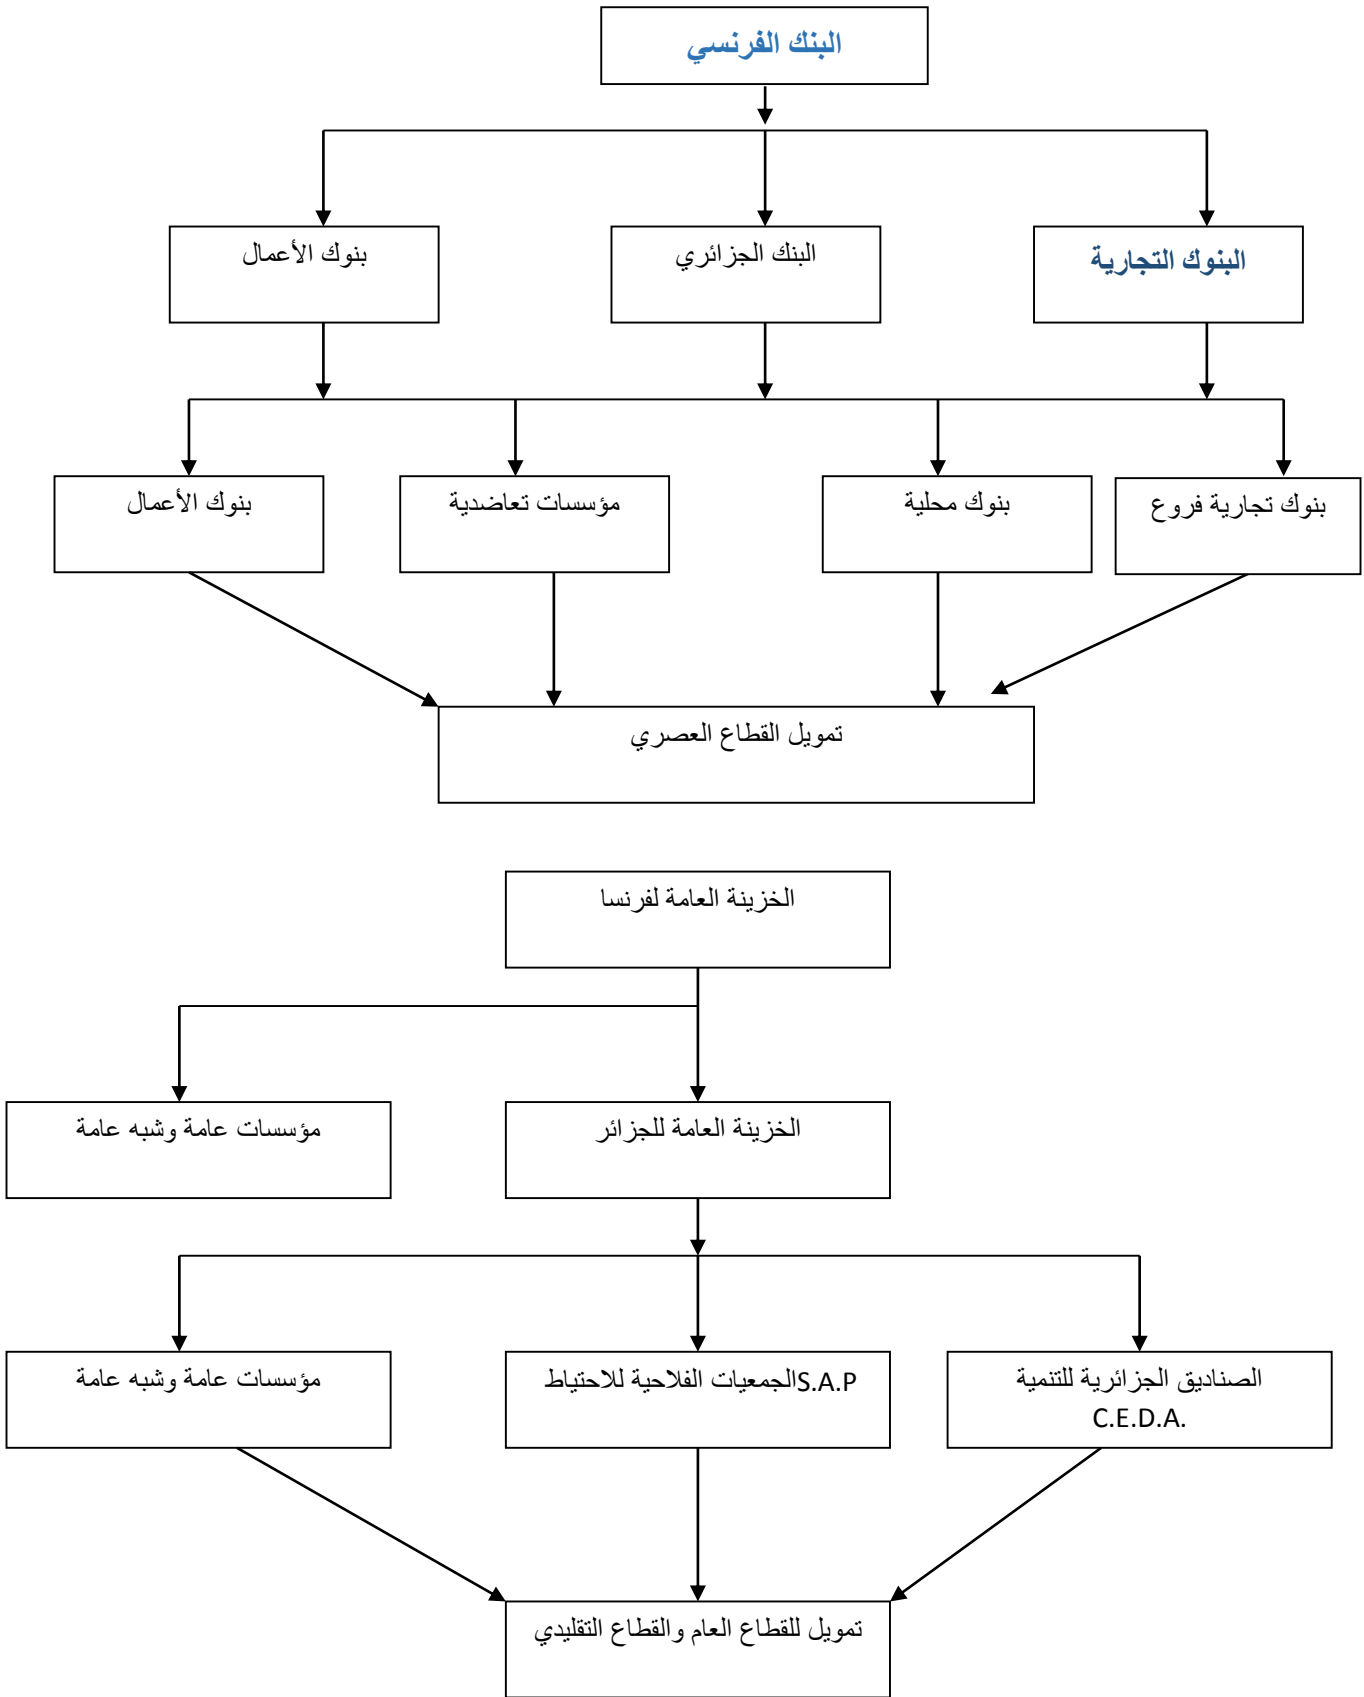 البنك الفرنسي
البنوك التجارية
البنك الجزائري
بنوك الأعمال
بنوك تجارية فروع
بنوك محلية
مؤسسات تعاضدية
بنوك الأعمال
تمويل القطاع العصري
الخزينة العامة لفرنسا
الخزينة العامة للجزائر
مؤسسات عامة وشبه عامة
الصناديق الجزائرية للتنمية
C.E.D.A.
S.A.Pالجمعيات الفلاحية للاحتياط
مؤسسات عامة وشبه عامة
تمويل للقطاع العام والقطاع التقليدي